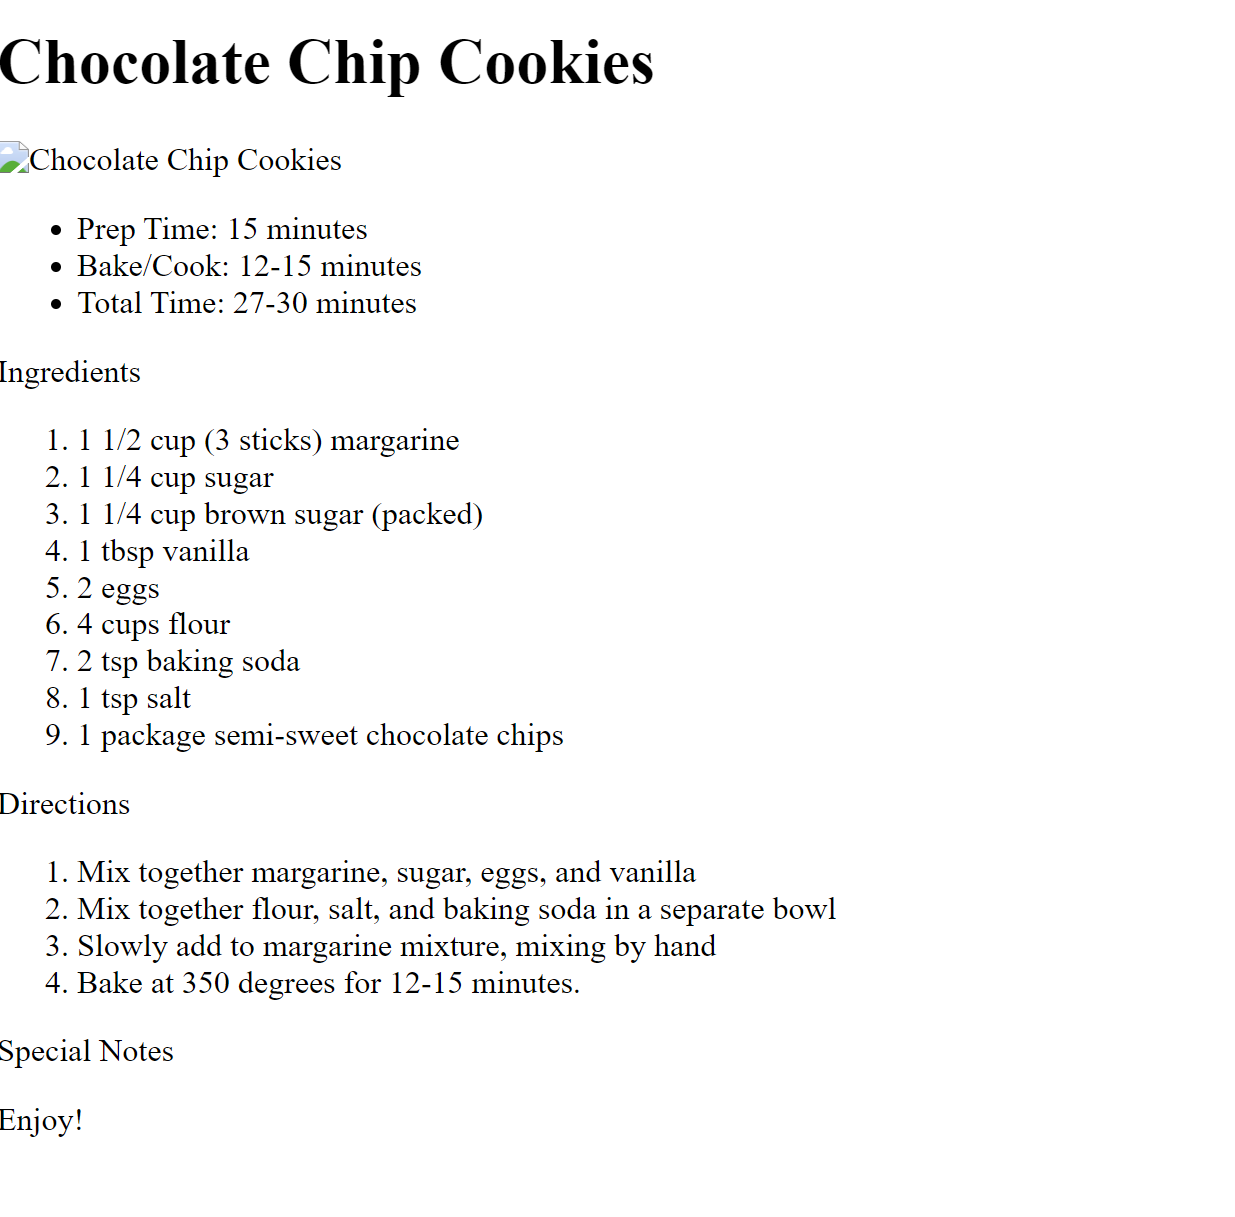 Chocolate Chip Cookies
Chocolate Chip Cookies
• Prep Time: 15 minutes
• Bake/Cook: 12-15 minutes
• Total Time: 27-30 minutes
Ingredients
1. 1 1/2 cup (3 sticks) margarine
2. 1 1/4 cup sugar
3. 1 1/4 cup brown sugar (packed)
4. 1 tbsp vanilla
5. 2 eggs
6. 4 cups flour
7. 2 tsp baking soda
8. 1 tsp salt
9. 1 package semi-sweet chocolate chips
Directions
1. Mix together margarine, sugar, eggs, and vanilla
2. Mix together flour, salt, and baking soda in a separate bowl
3. Slowly add to margarine mixture, mixing by hand
4. Bake at 350 degrees for 12-15 minutes.
Special Notes
Enjoy!